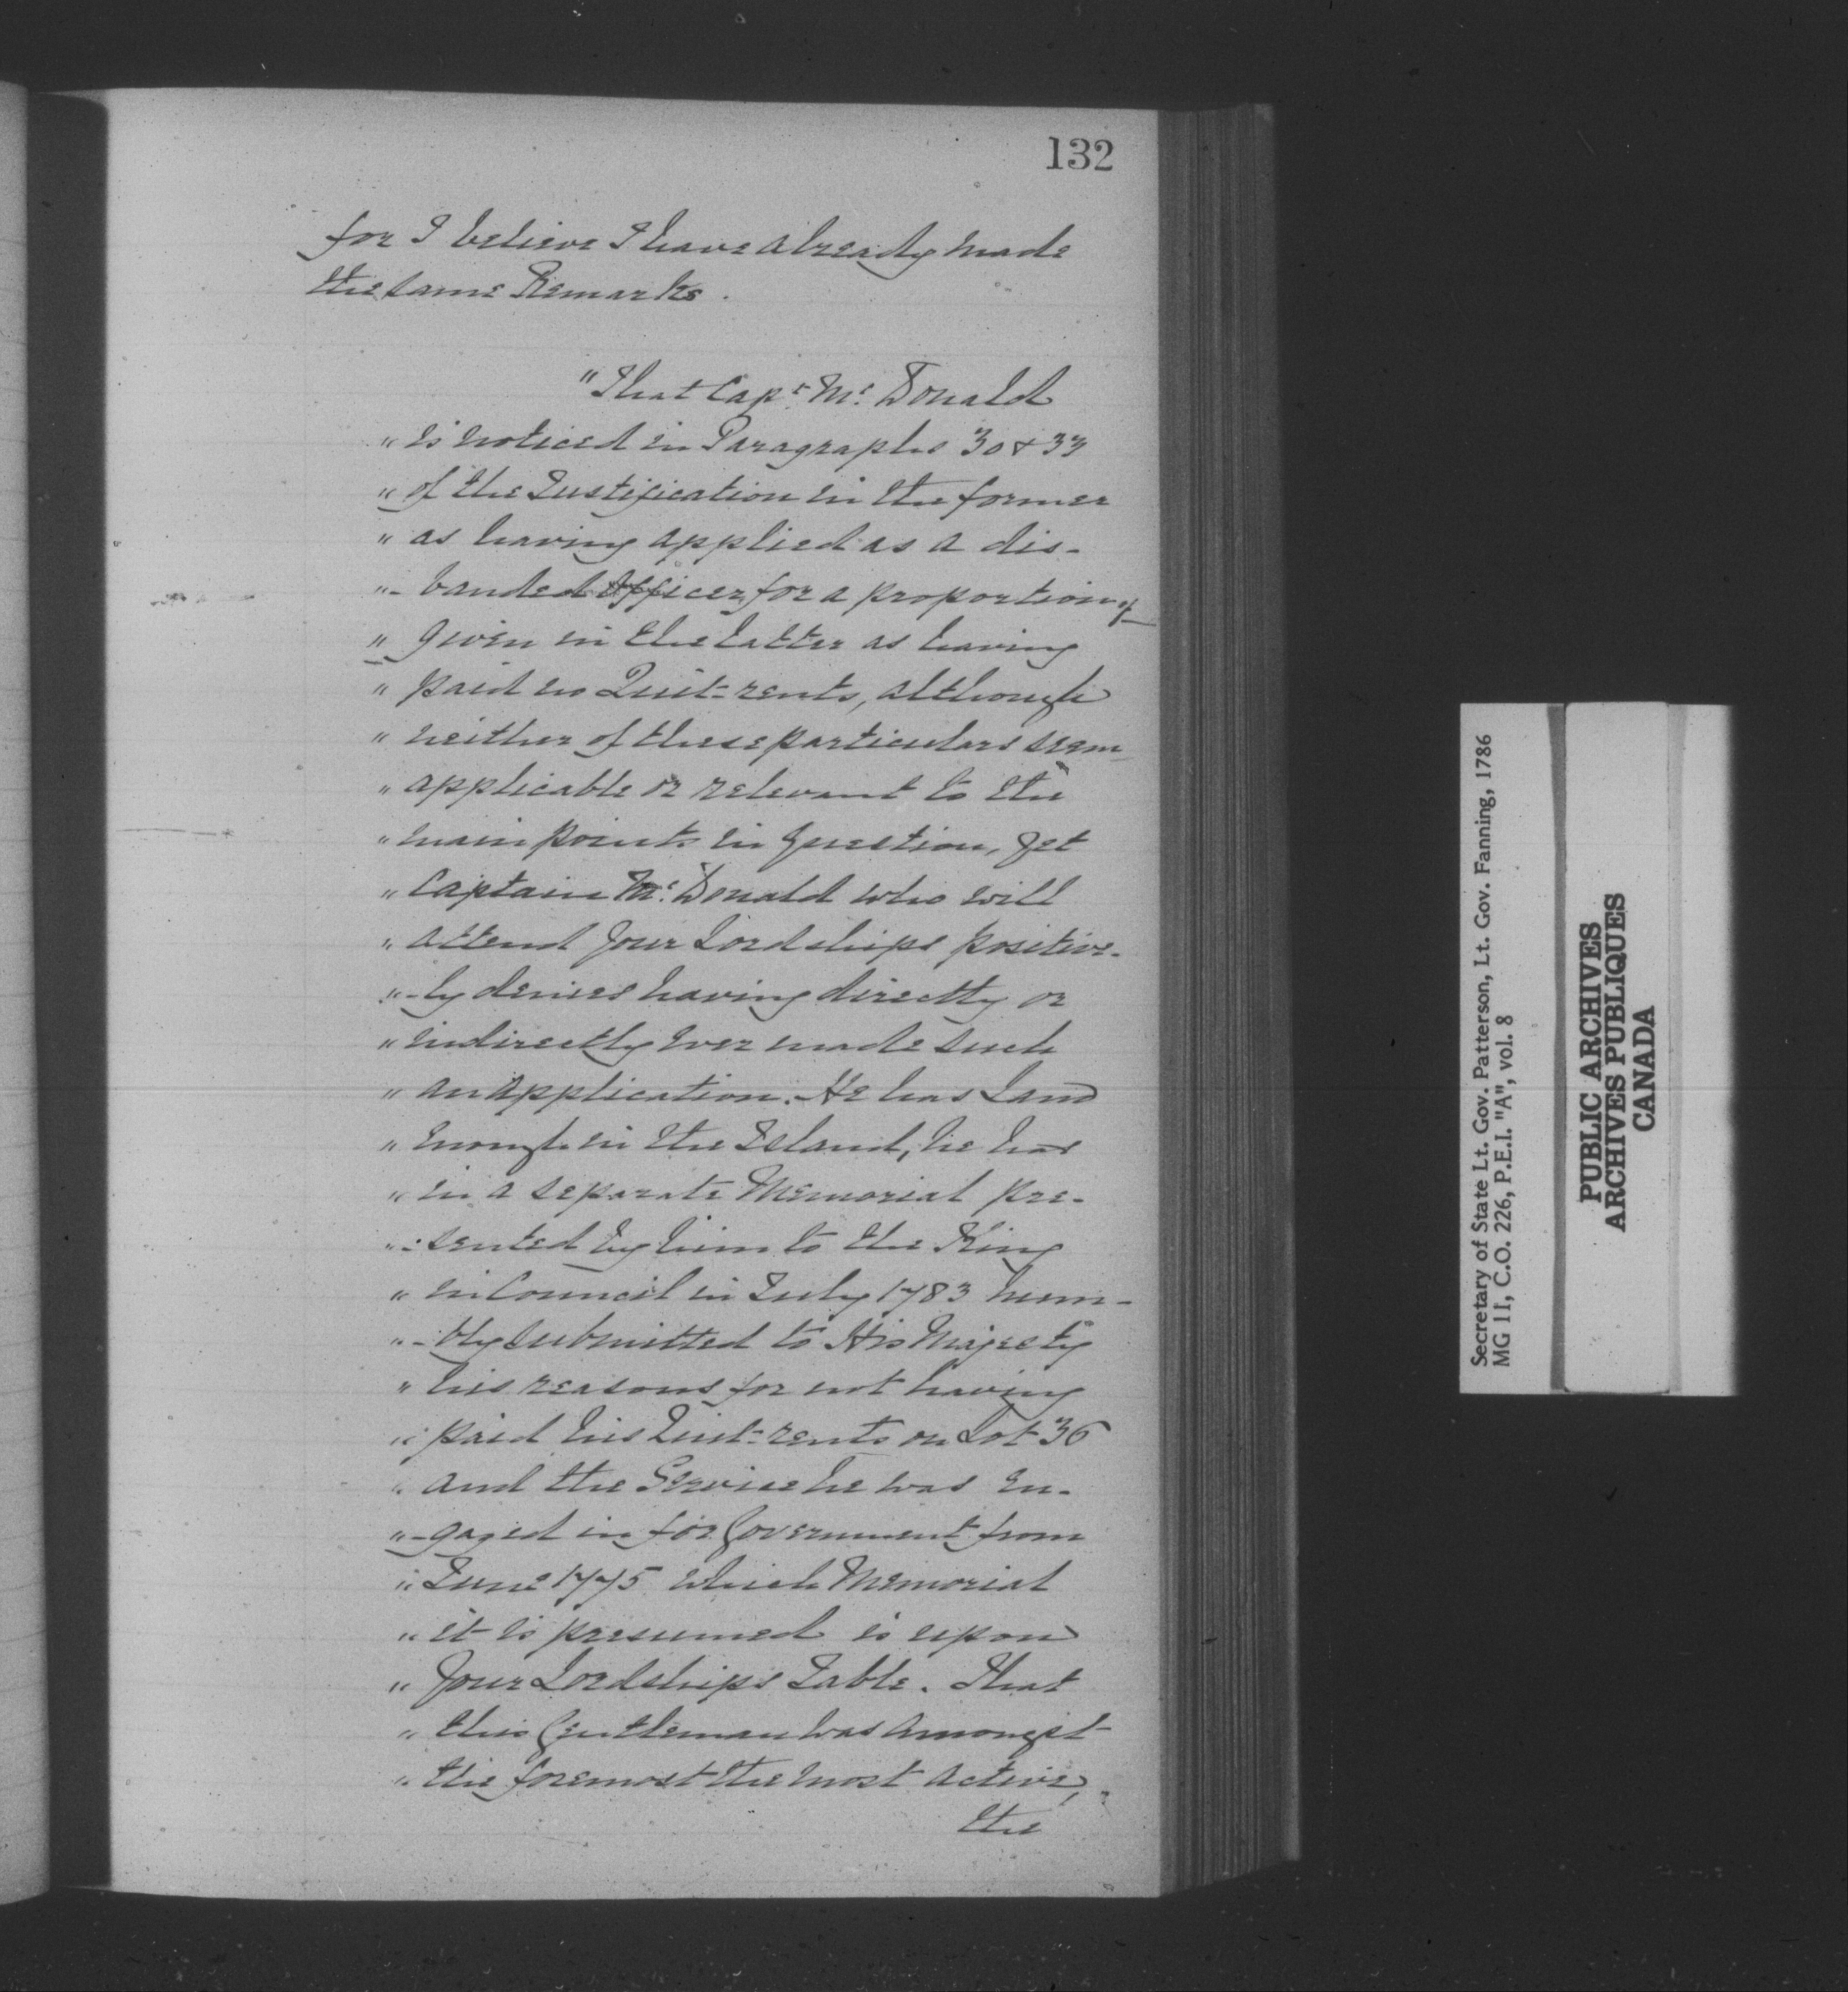 132
for I believe I have already made
the same Remarks.
"That Capt. Mc. Donald
" is noticed in Paragraphs 30 & 33
" of the Justification in the former
" as having applied as a dis-
"- banded Officer for a proportion of
" given in the latter as having
" paid no Quit-rents, although
" neither of these particulars seem
" applicable or relevant to the
" main points in question, yet
" Captain Mc. Donald who will
" attend your Lordships positive-
"-ly denies having directly or
" indirectly ever made such
" an application. He has Land
" enough in the Island, he has
" in a separate Memorial pre-
"-sented by him to the King
" in Council in July 1783 hum-
"-bly submitted to His Majesty
" his reasons for not having
" paid his Quit-rents on Lot 36
" and the Service he was en-
"-gaged in for Government from
" June 1775 which Memorial
" it is presumed is upon
" your Lordships Table. That
" this Gentleman was amongst
" the foremost the most active,
the
Secretary of State Lt. Gov. Patterson, Lt. Gov. Fanning, 1786
MG 11, C.O. 226, P.E.I. "A", vol. 8
PUBLIC ARCHIVES
ARCHIVES PUBLIQUES
CANADA